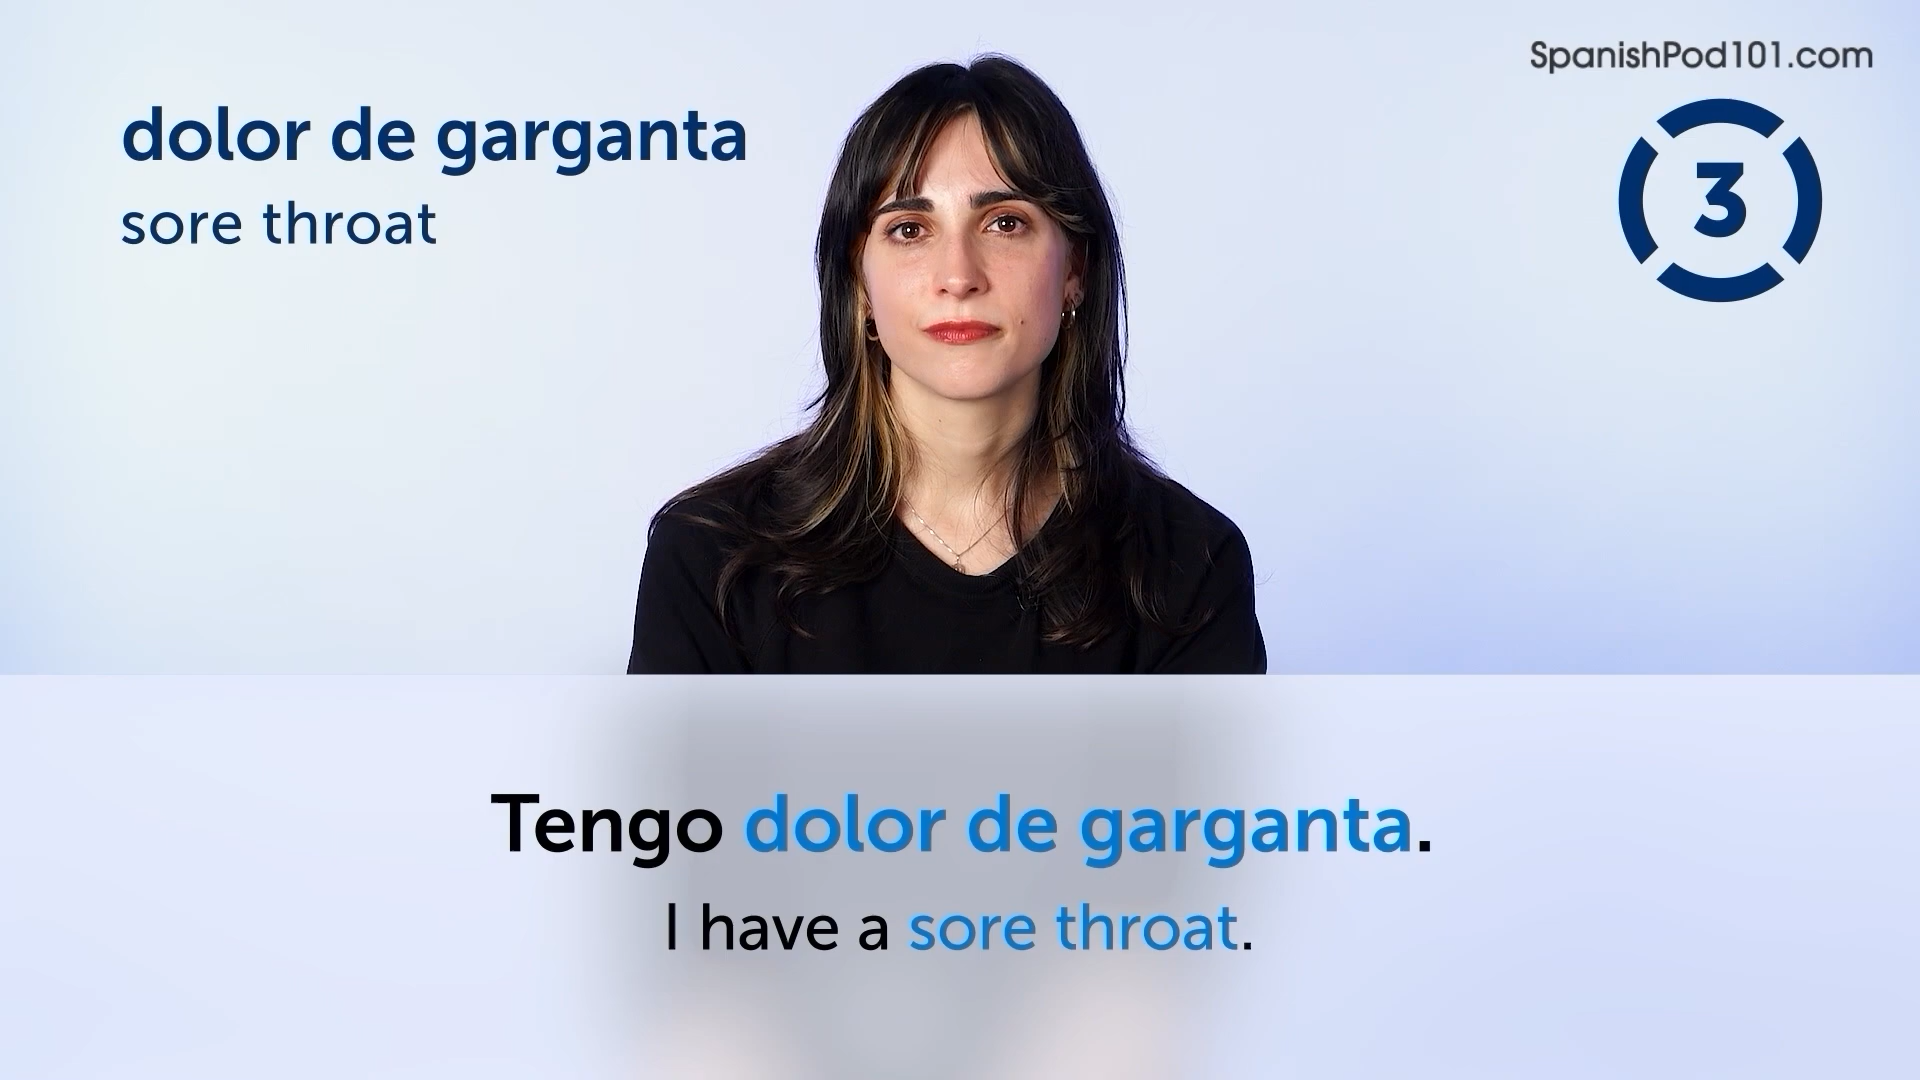 SpanishPod101.com
dolor de garganta
sore throat
3
Tengo dolor de garganta.
I have a sore throat.